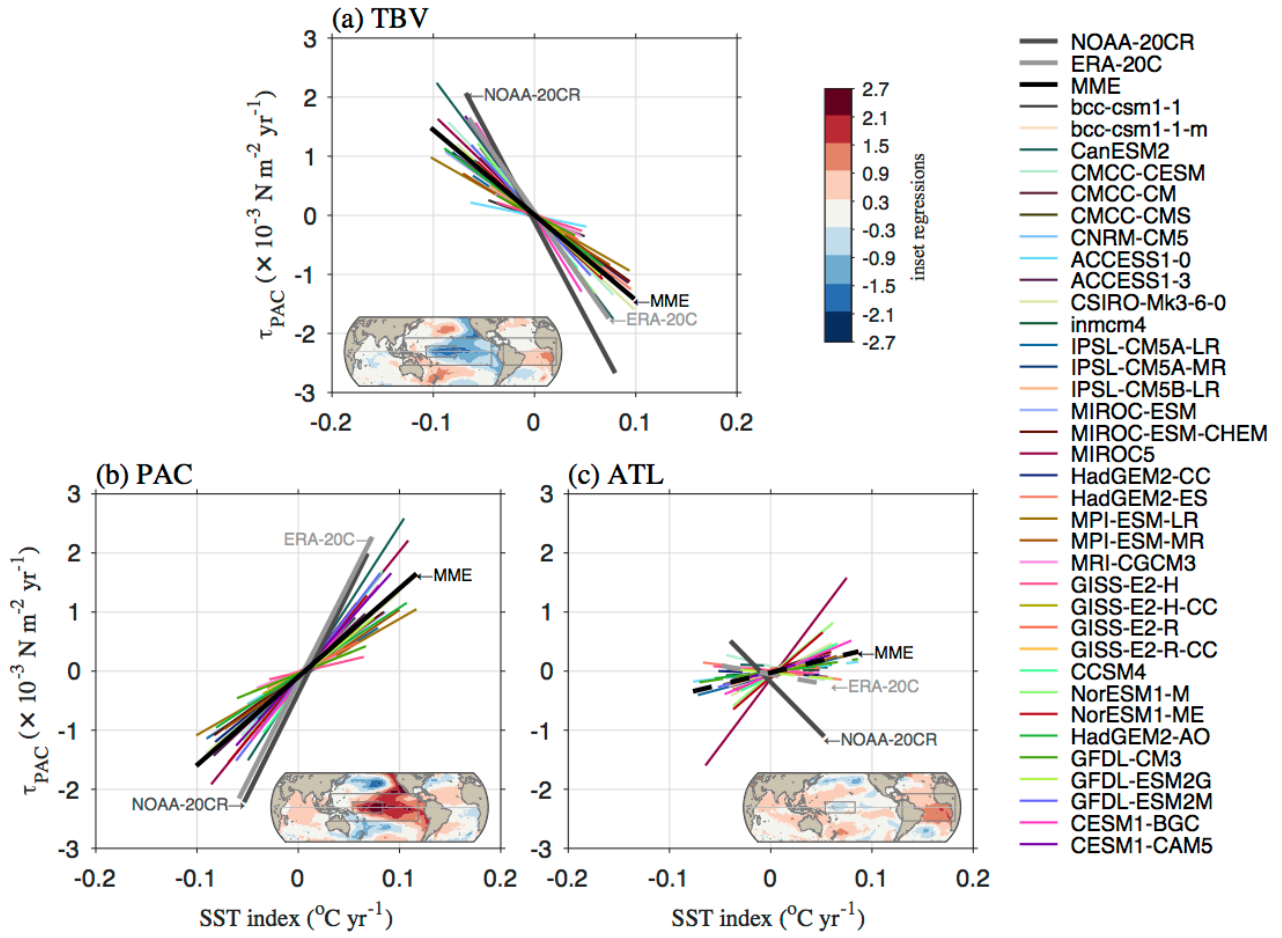 (a) TBV
3
2
1
0
-1
-2
-3
τPAC (× 10⁻³ N m⁻² yr⁻¹)
←NOAA-20CR
←MME
←ERA-20C
-0.2 -0.1 0 0.1 0.2
2.7
2.1
1.5
0.9
0.3
-0.3
-0.9
-1.5
-2.1
-2.7
inset regressions
(b) PAC
3
2
1
0
-1
-2
-3
τPAC (× 10⁻³ N m⁻² yr⁻¹)
ERA-20C→
←MME
NOAA-20CR→
-0.2 -0.1 0 0.1 0.2
SST index (°C yr⁻¹)
(c) ATL
3
2
1
0
-1
-2
-3
←MME
←ERA-20C
←NOAA-20CR
-0.2 -0.1 0 0.1 0.2
SST index (°C yr⁻¹)
NOAA-20CR
ERA-20C
MME
bcc-csm1-1
bcc-csm1-1-m
CanESM2
CMCC-CESM
CMCC-CM
CMCC-CMS
CNRM-CM5
ACCESS1-0
ACCESS1-3
CSIRO-Mk3-6-0
inmcm4
IPSL-CM5A-LR
IPSL-CM5A-MR
IPSL-CM5B-LR
MIROC-ESM
MIROC-ESM-CHEM
MIROC5
HadGEM2-CC
HadGEM2-ES
MPI-ESM-LR
MPI-ESM-MR
MRI-CGCM3
GISS-E2-H
GISS-E2-H-CC
GISS-E2-R
GISS-E2-R-CC
CCSM4
NorESM1-M
NorESM1-ME
HadGEM2-AO
GFDL-CM3
GFDL-ESM2G
GFDL-ESM2M
CESM1-BGC
CESM1-CAM5